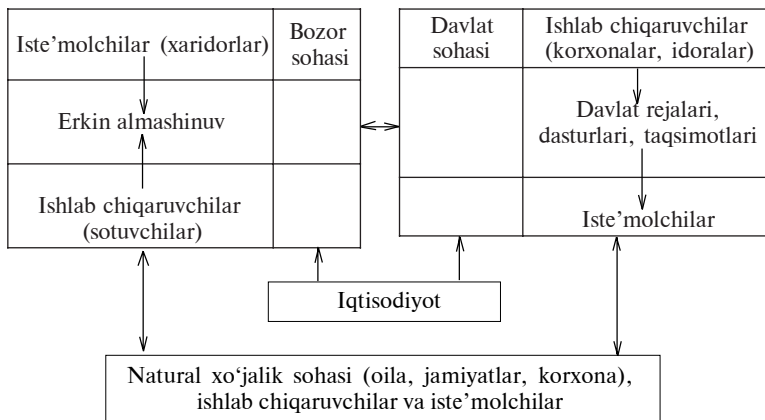 Iste’molchilar (xaridorlar)
Bozor
sohasi
Erkin almashinuv
Ishlab chiqaruvchilar
(sotuvchilar)
Davlat
sohasi
Ishlab chiqaruvchilar
(korxonalar, idoralar)
Davlat rejalari,
dasturlari, taqsimotlari
Iste’molchilar
Iqtisodiyot
Natural xo‘jalik sohasi (oila, jamiyatlar, korxona),
ishlab chiqaruvchilar va iste’molchilar